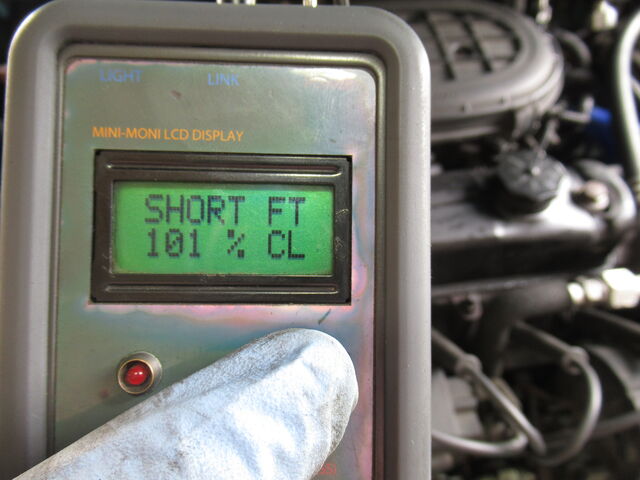 LIGHT LINK
MINI-MONI LCD DISPLAY
SHORT FT
101 % CL